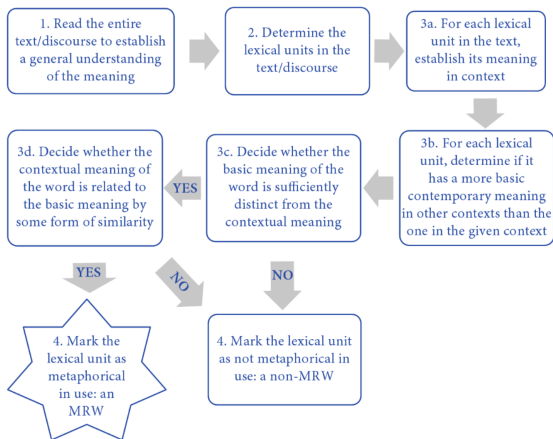 1. Read the entire
text/discourse to establish
a general understanding
of the meaning
2. Determine the
lexical units in the
text/discourse
3a. For each lexical
unit in the text,
establish its meaning
in context
3b. For each lexical
unit, determine if it
has a more basic
contemporary meaning
in other contexts than the
one in the given context
3c. Decide whether the
basic meaning of the
word is sufficiently
distinct from the
contextual meaning
YES
3d. Decide whether the
contextual meaning of
the word is related to
the basic meaning by
some form of similarity
YES
NO
NO
4. Mark the
lexical unit as
metaphorical
in use: an
MRW
4. Mark the lexical unit
as not metaphorical in
use: a non-MRW